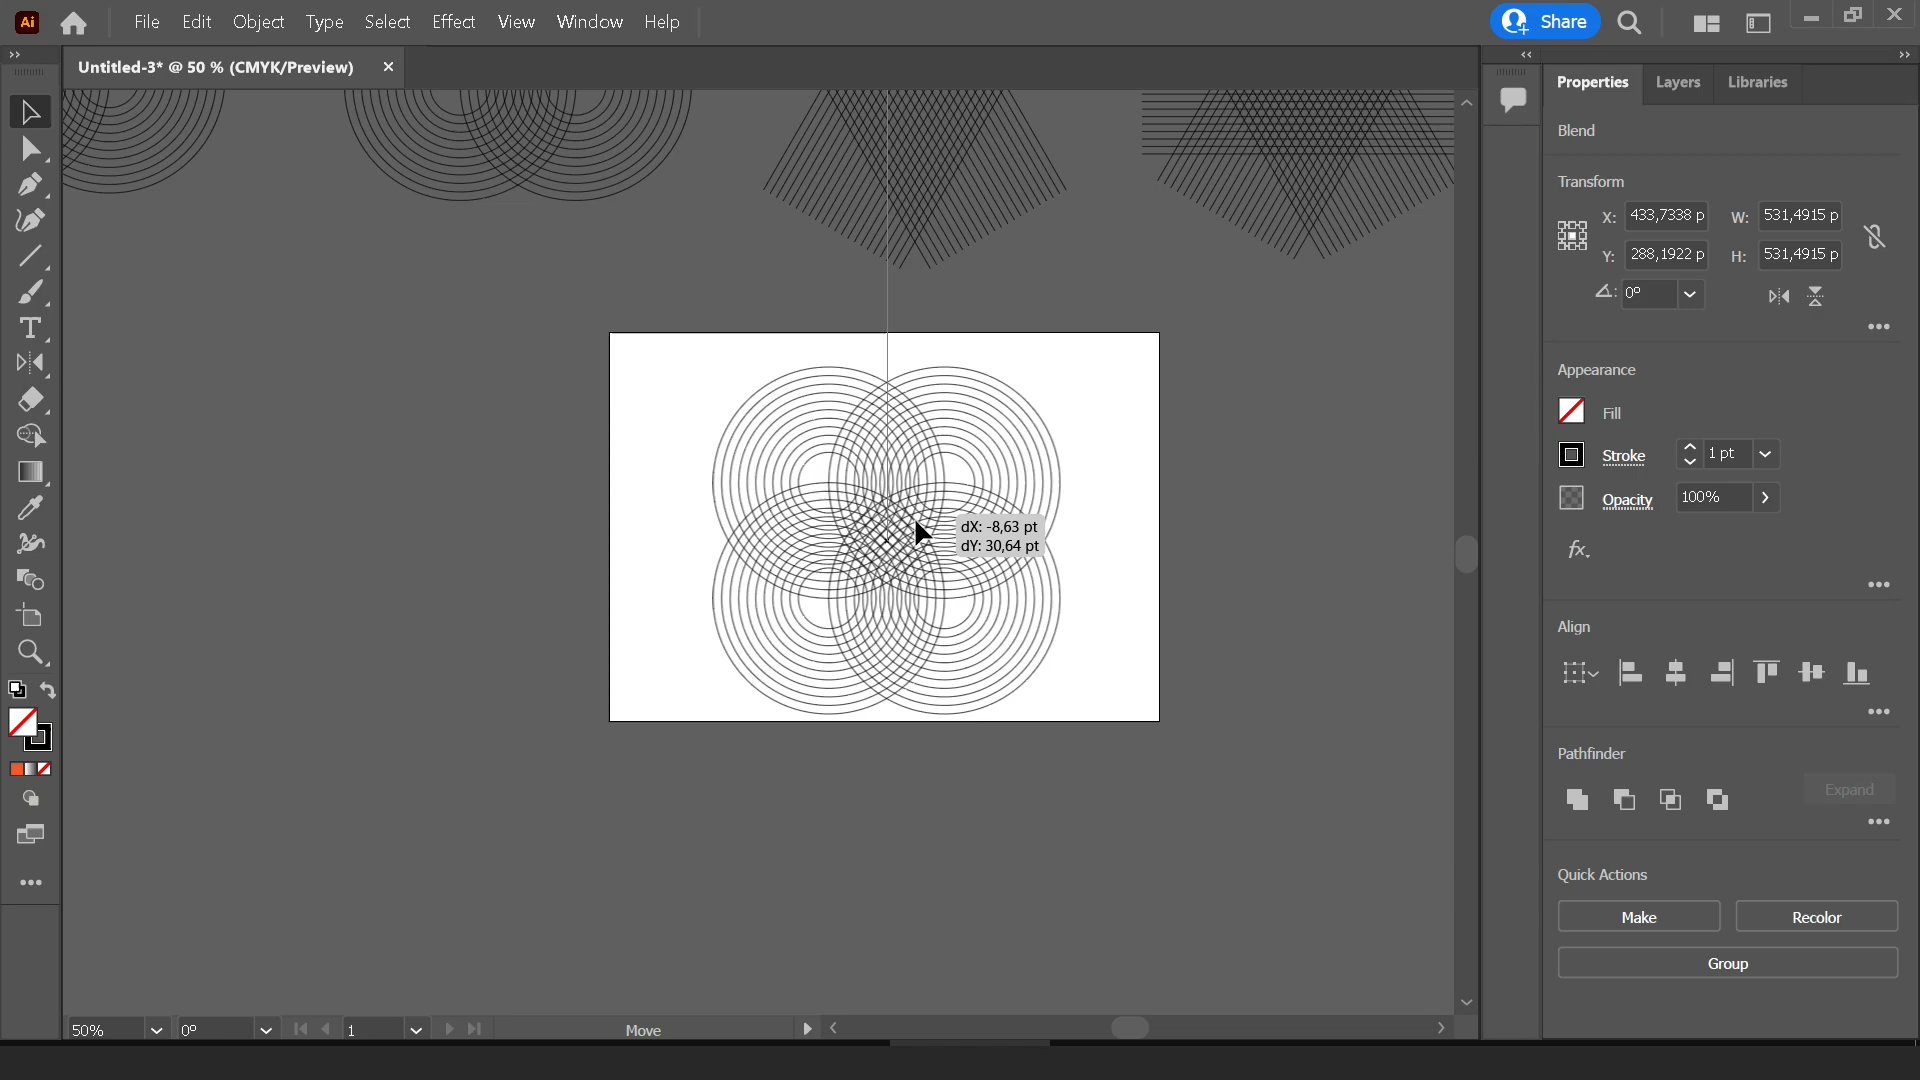 Ai File Edit Object Type Select Effect View Window Help Share
Untitled-3* @ 50 % (CMYK/Preview)
Properties Layers Libraries
Blend
Transform
X: 433,7338 p W: 531,4915 p
Y: 288,1922 p H: 531,4915 p
0°
Appearance
Fill
Stroke 1 pt
Opacity 100%
fx.
dX: -8,63 pt
dY: 30,64 pt
Align
Pathfinder
Expand
Quick Actions
Make Recolor
Group
50% 0° 1 Move